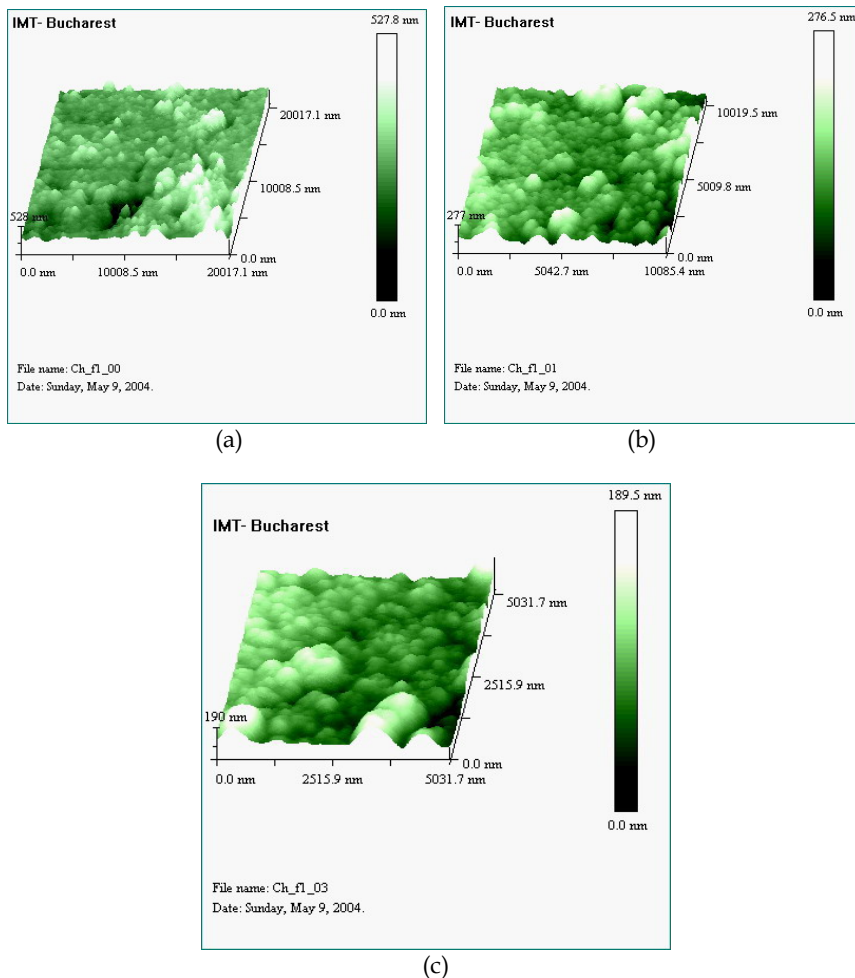 IMT- Bucharest
527.8 nm
20017.1 nm
10008.5 nm
528 nm
0.0 nm
0.0 nm
10008.5 nm
20017.1 nm
0.0 nm
File name: Ch_f1_00
Date: Sunday, May 9, 2004.
(a)
IMT- Bucharest
276.5 nm
10019.5 nm
5009.8 nm
277 nm
0.0 nm
0.0 nm
5042.7 nm
10085.4 nm
0.0 nm
File name: Ch_f1_01
Date: Sunday, May 9, 2004.
(b)
IMT- Bucharest
189.5 nm
5031.7 nm
2515.9 nm
190 nm
0.0 nm
0.0 nm
2515.9 nm
5031.7 nm
0.0 nm
File name: Ch_f1_03
Date: Sunday, May 9, 2004.
(c)